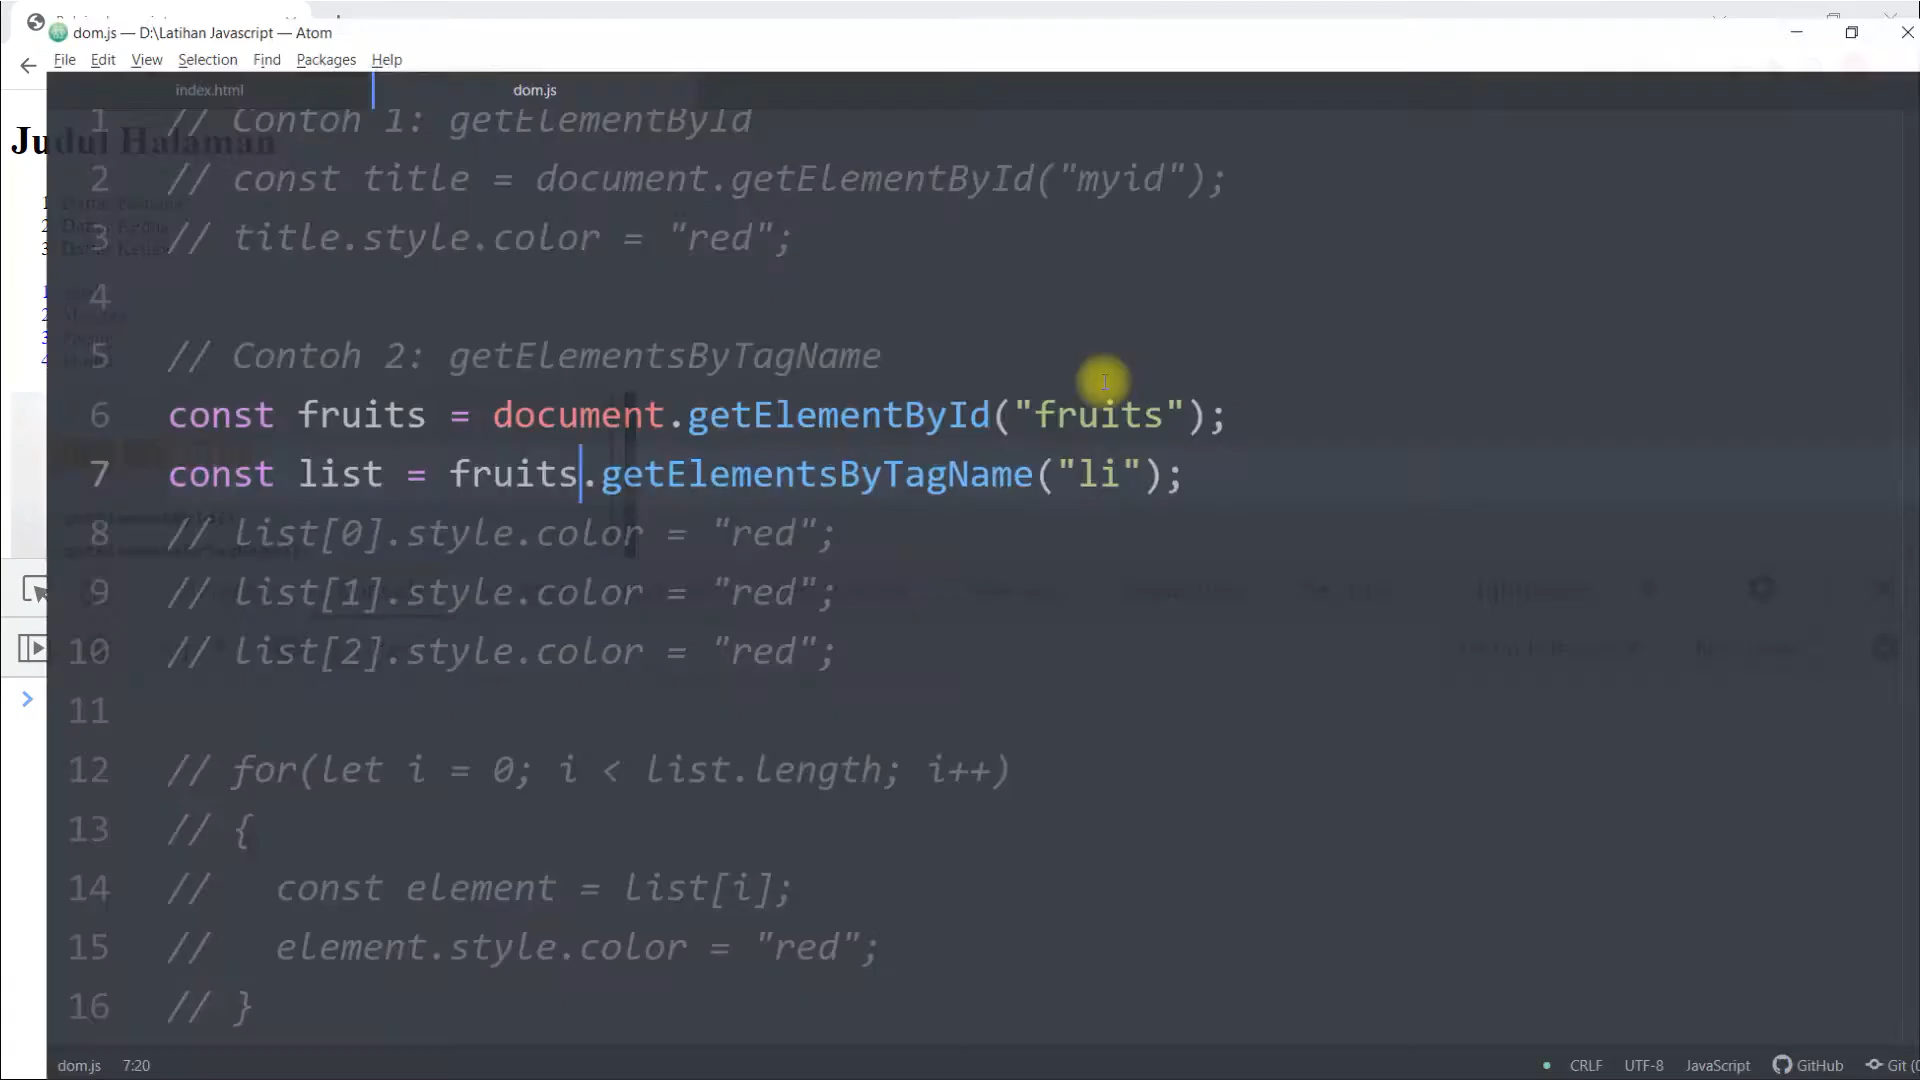 dom.js — D:\Latihan Javascript — Atom
File Edit View Selection Find Packages Help
index.html dom.js
Judul Halaman
1 // Contoh 1: getElementById
2 // const title = document.getElementById("myid");
3 // title.style.color = "red";
4
5 // Contoh 2: getElementsByTagName
6 const fruits = document.getElementById("fruits");
7 const list = fruits.getElementsByTagName("li");
8 // list[0].style.color = "red";
9 // list[1].style.color = "red";
10 // list[2].style.color = "red";
11
12 // for(let i = 0; i < list.length; i++)
13 // {
14 //   const element = list[i];
15 //   element.style.color = "red";
16 // }
dom.js 7:20 CRLF UTF-8 JavaScript GitHub Git (0